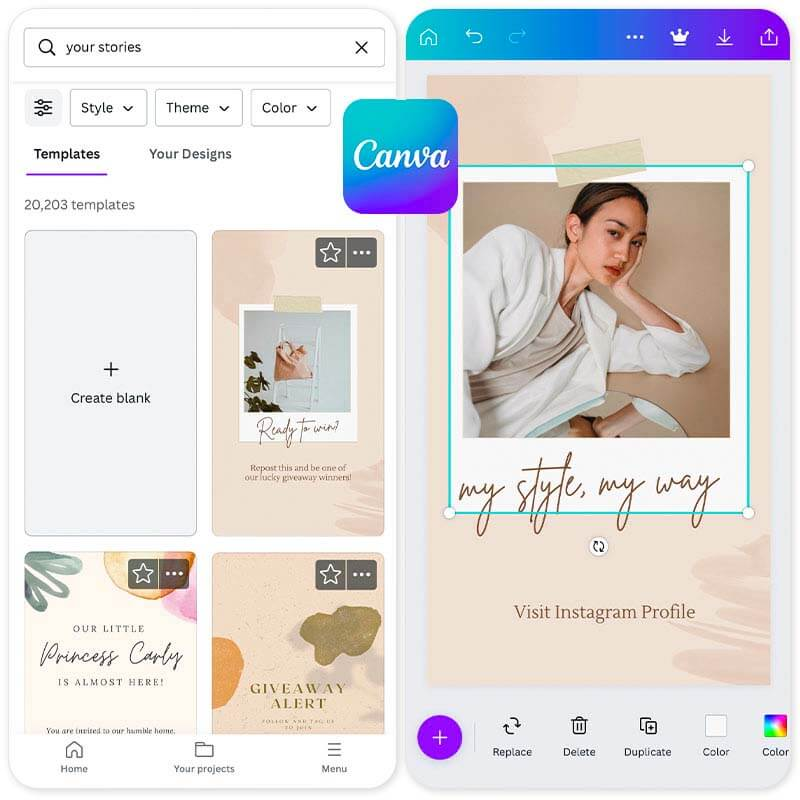 your stories
Style
Theme
Color
Templates
Your Designs
20,203 templates
Create blank
Ready to win?
Repost this and be one of
our lucky giveaway winners!
OUR LITTLE
Princess Carly
IS ALMOST HERE!
You are invited to our humble home.
GIVEAWAY
ALERT
FOLLOW AND TAG US
TO JOIN
Home
Your projects
Menu
Canva
my style, my way
Visit Instagram Profile
Replace
Delete
Duplicate
Color
Color